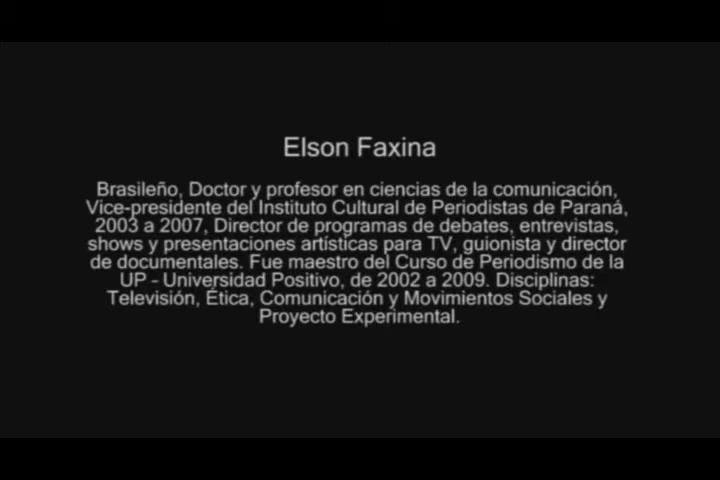 Elson Faxina
Brasileño, Doctor y profesor en ciencias de la comunicación,
Vice-presidente del Instituto Cultural de Periodistas de Paraná,
2003 a 2007, Director de programas de debates, entrevistas,
shows y presentaciones artísticas para TV, guionista y director
de documentales. Fue maestro del Curso de Periodismo de la
UP - Universidad Positivo, de 2002 a 2009. Disciplinas:
Televisión, Ética, Comunicación y Movimientos Sociales y
Proyecto Experimental.